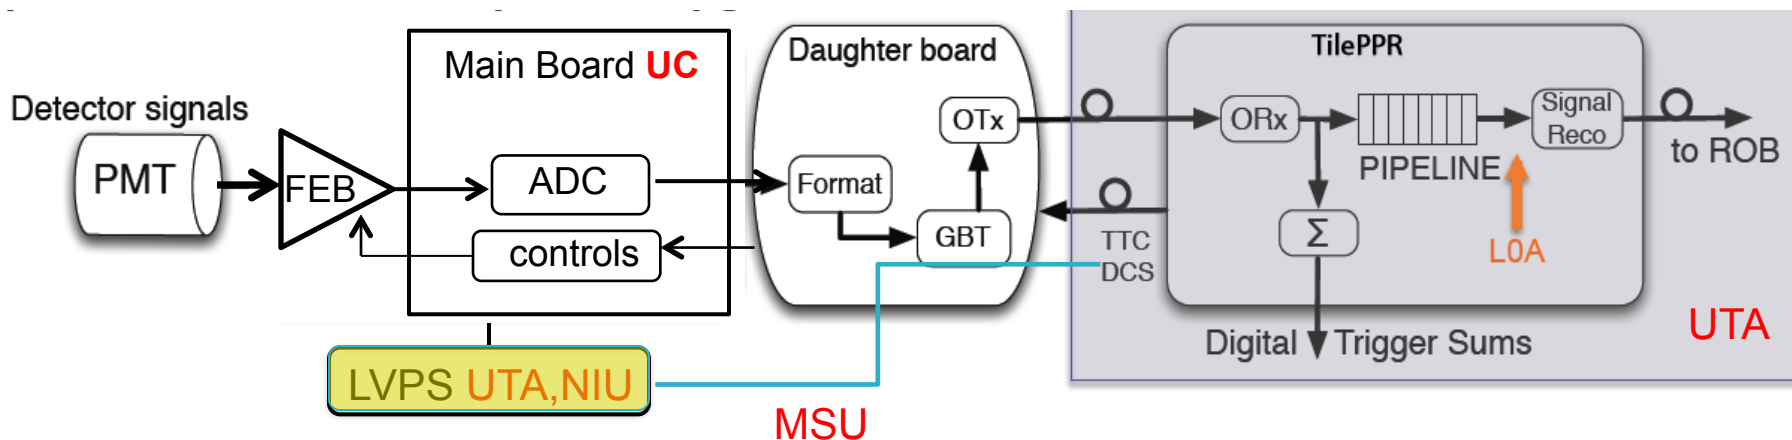 Detector signals
PMT
FEB
Main Board UC
ADC
controls
LVPS UTA,NIU
MSU
Daughter board
Format
GBT
OTx
TTC
DCS
TilePPR
ORx
PIPELINE
Signal
Reco
to ROB
Σ
L0A
Digital Trigger Sums
UTA